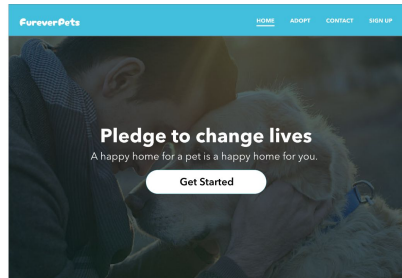 FureverPets
HOME ADOPT CONTACT SIGN UP
Pledge to change lives
A happy home for a pet is a happy home for you.
Get Started